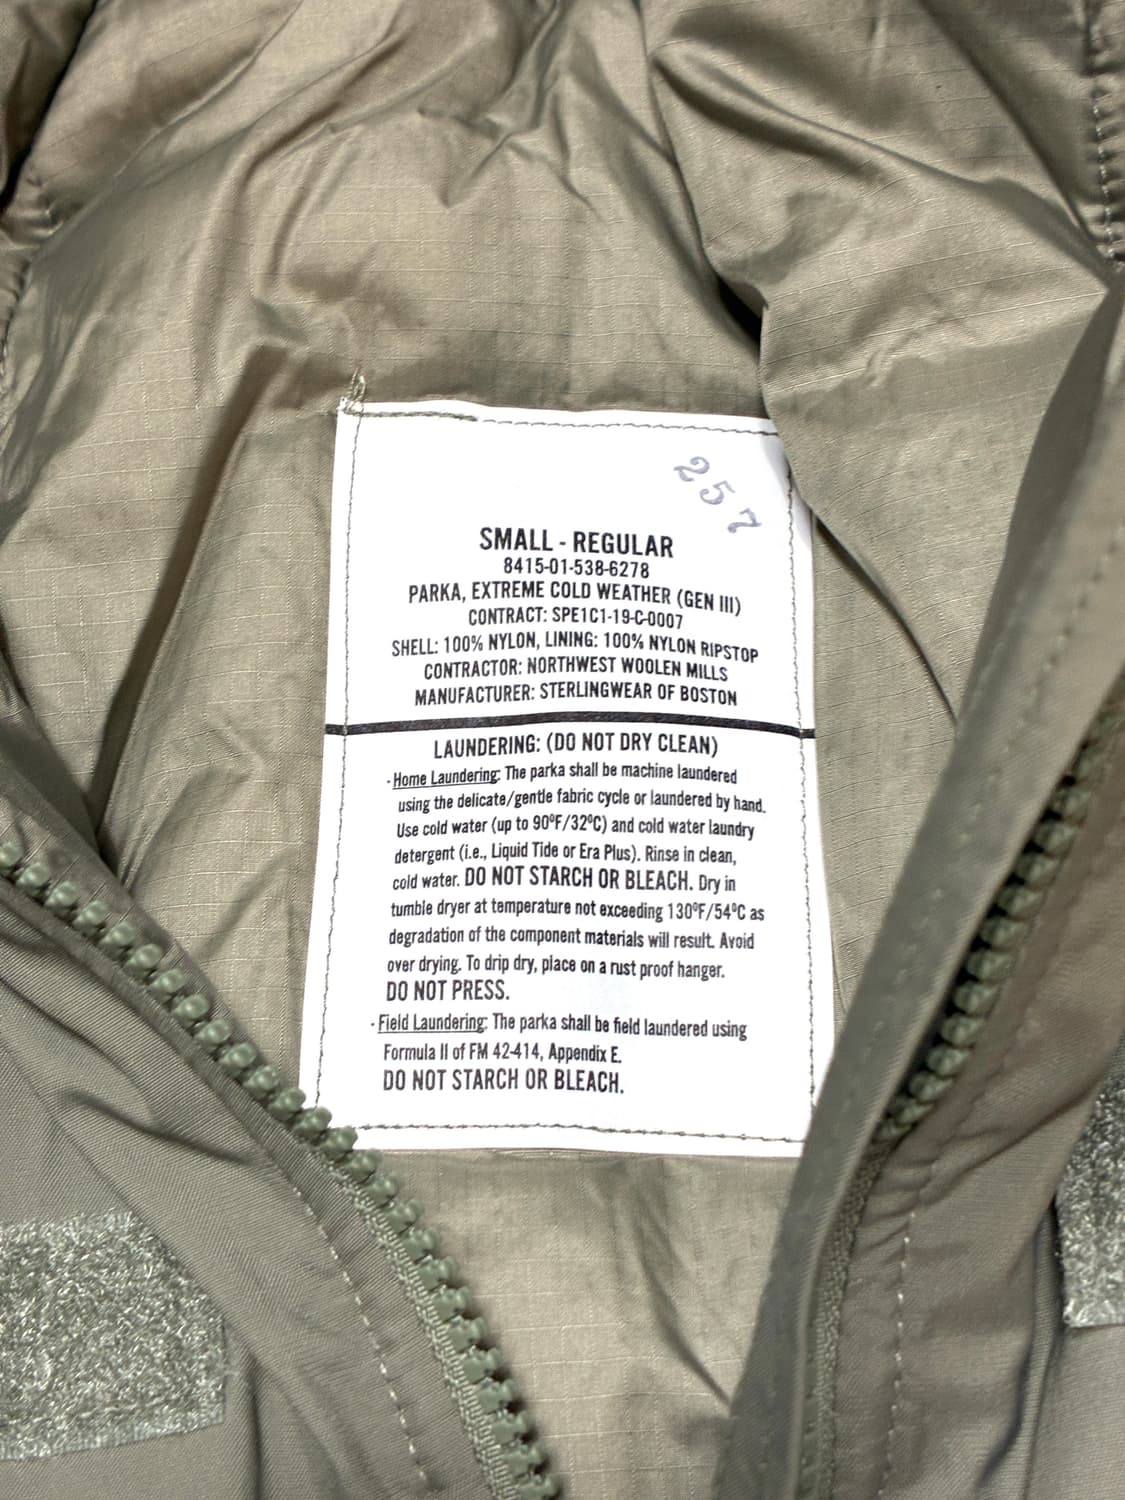 257
SMALL - REGULAR
8415-01-538-6278
PARKA, EXTREME COLD WEATHER (GEN III)
CONTRACT: SPE1C1-19-C-0007
SHELL: 100% NYLON, LINING: 100% NYLON RIPSTOP
CONTRACTOR: NORTHWEST WOOLEN MILLS
MANUFACTURER: STERLINGWEAR OF BOSTON
LAUNDERING: (DO NOT DRY CLEAN)
- Home Laundering: The parka shall be machine laundered
using the delicate/gentle fabric cycle or laundered by hand.
Use cold water (up to 90ºF/32ºC) and cold water laundry
detergent (i.e., Liquid Tide or Era Plus). Rinse in clean,
cold water. DO NOT STARCH OR BLEACH. Dry in
tumble dryer at temperature not exceeding 130ºF/54ºC as
degradation of the component materials will result. Avoid
over drying. To drip dry, place on a rust proof hanger.
DO NOT PRESS.
- Field Laundering: The parka shall be field laundered using
Formula II of FM 42-414, Appendix E.
DO NOT STARCH OR BLEACH.